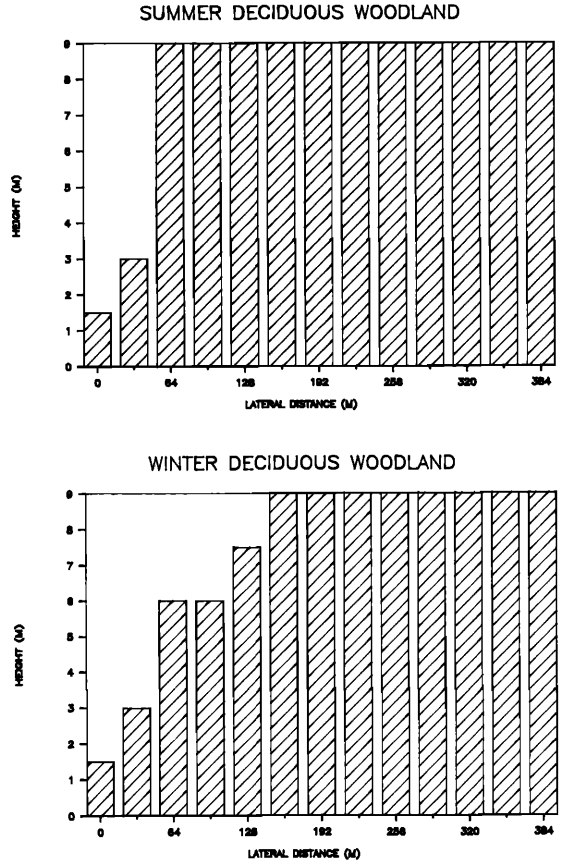 SUMMER DECIDUOUS WOODLAND
9
8
7
6
5
4
3
2
1
0
HEIGHT (M)
0 64 128 192 256 320 384
LATERAL DISTANCE (M)
WINTER DECIDUOUS WOODLAND
9
8
7
6
5
4
3
2
1
0
HEIGHT (M)
0 64 128 192 256 320 384
LATERAL DISTANCE (M)